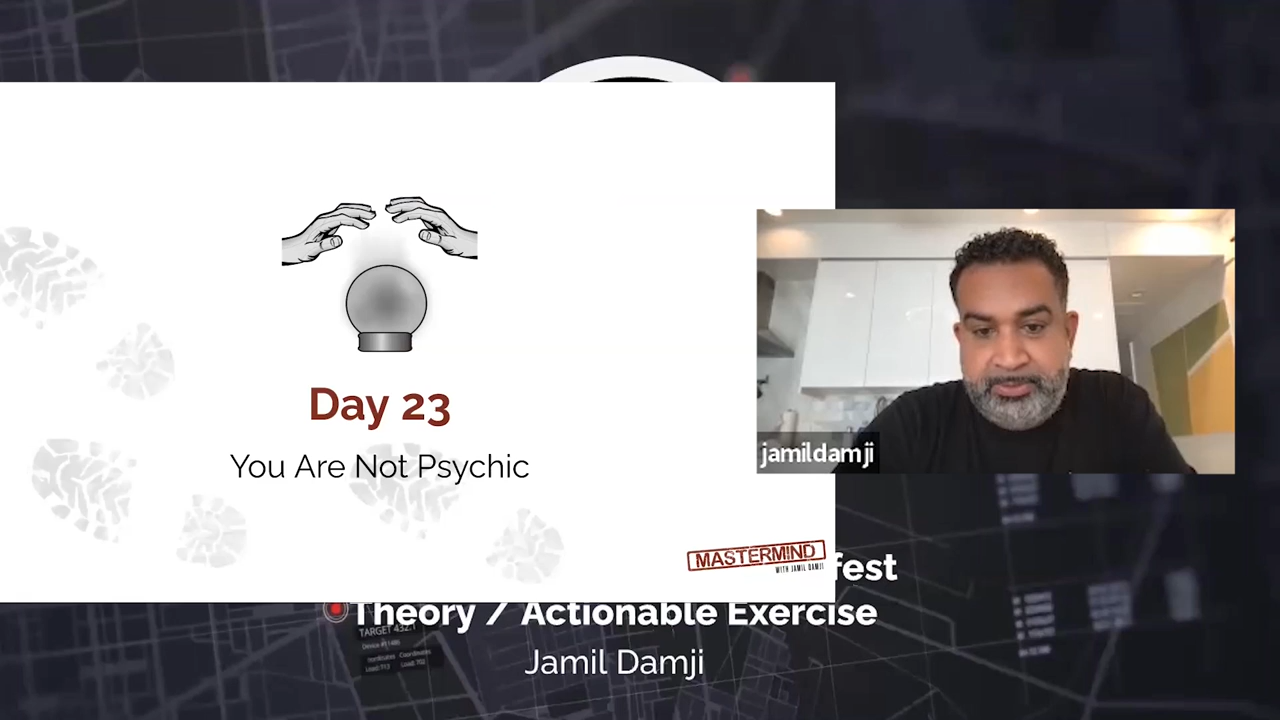 Day 23
You Are Not Psychic
MASTERMIND
WITH JAMIL DAMJI
jamildamji
fest
Theory / Actionable Exercise
Jamil Damji